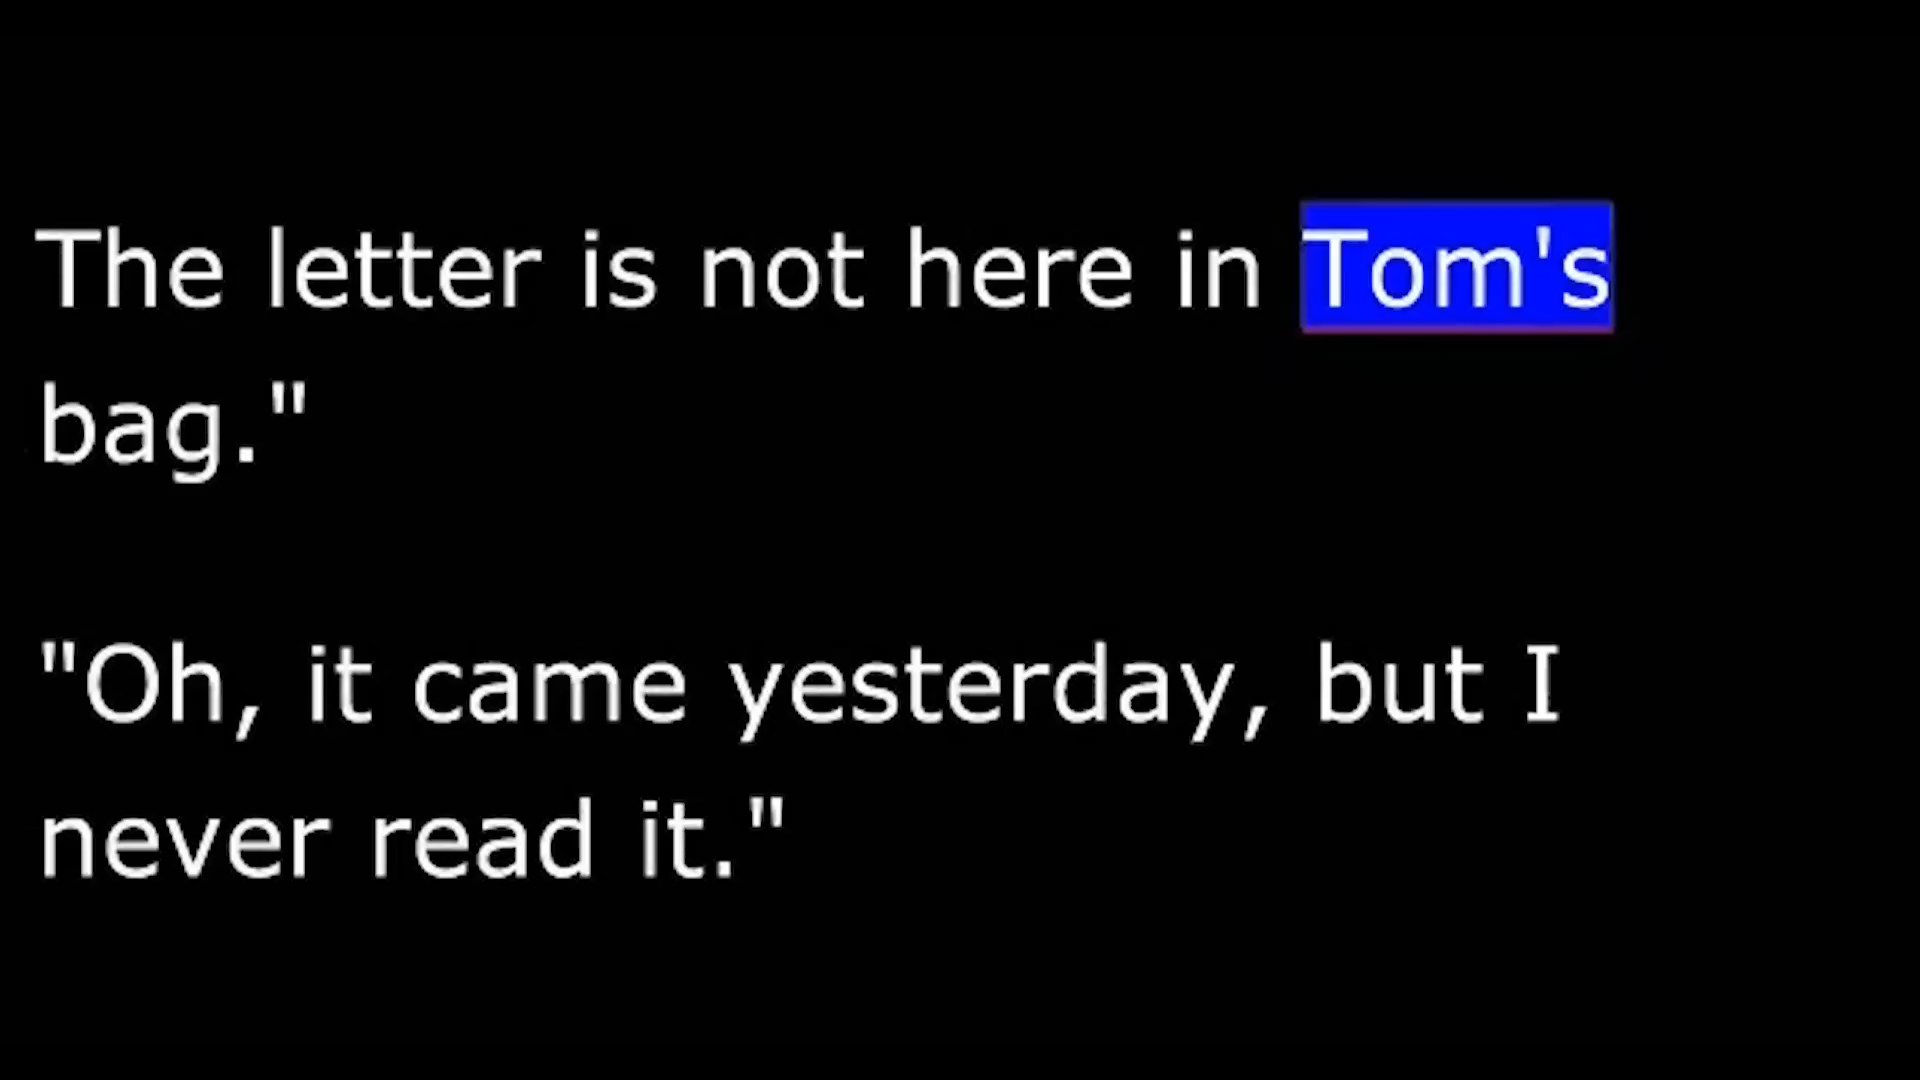 The letter is not here in Tom's
bag."
"Oh, it came yesterday, but I
never read it."